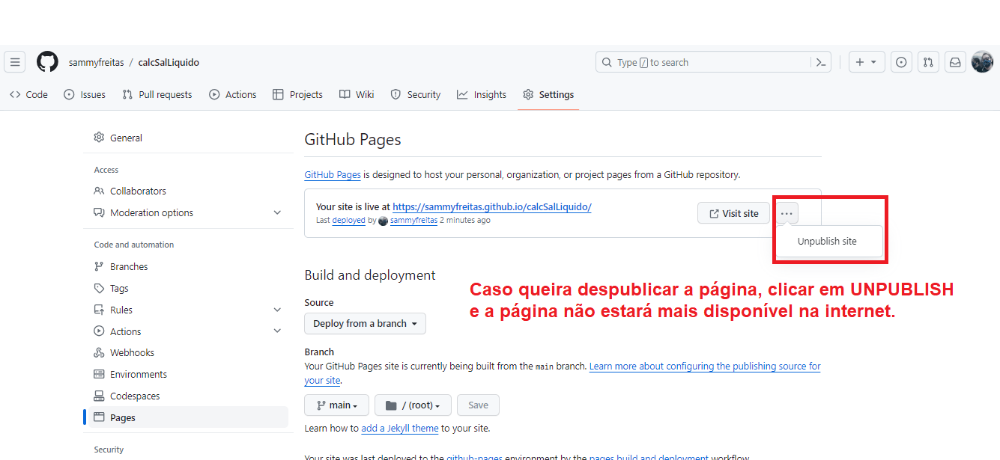 sammyfreitas / calcSalLiquido
Type / to search
Code Issues Pull requests Actions Projects Wiki Security Insights Settings
General
Access
Collaborators
Moderation options
Code and automation
Branches
Tags
Rules
Actions
Webhooks
Environments
Codespaces
Pages
Security
GitHub Pages
GitHub Pages is designed to host your personal, organization, or project pages from a GitHub repository.
Your site is live at https://sammyfreitas.github.io/calcSalLiquido/
Last deployed by sammyfreitas 2 minutes ago
Visit site
...
Unpublish site
Caso queira despublicar a página, clicar em UNPUBLISH
e a página não estará mais disponível na internet.
Build and deployment
Source
Deploy from a branch
Branch
Your GitHub Pages site is currently being built from the main branch. Learn more about configuring the publishing source for
your site.
main / (root) Save
Learn how to add a Jekyll theme to your site.
Your site was last deployed to the github-pages environment by the pages build and deployment workflow.